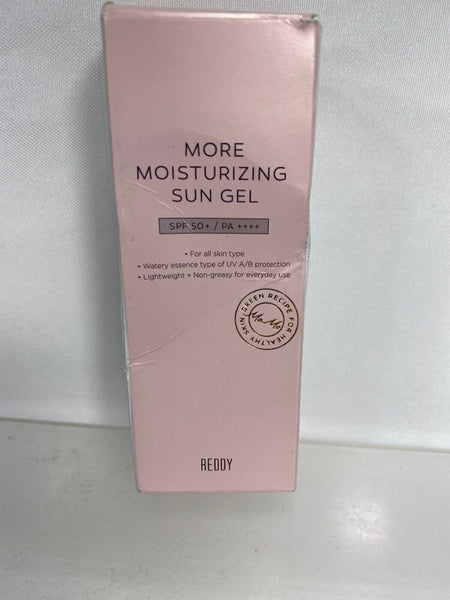 MORE
MOISTURIZING
SUN GEL
SPF 50+ / PA ++++
• For all skin type
• Watery essence type of UV A/B protection
• Lightweight + Non-greasy for everyday use
GREEN RECIPE FOR HEALTHY SKIN
MaMo
REDDY